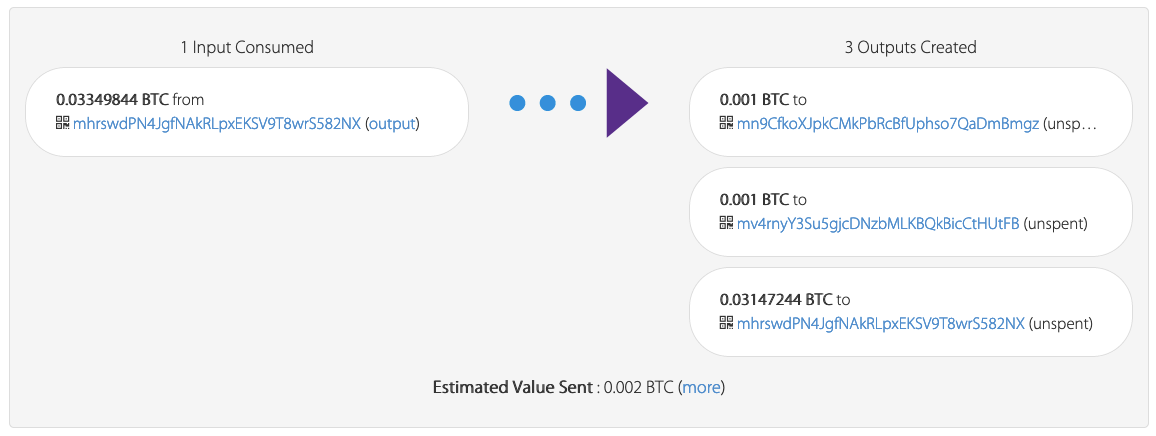 1 Input Consumed
0.03349844 BTC from
mhrswdPN4JgfNAkRLpxEKSV9T8wrS582NX (output)
3 Outputs Created
0.001 BTC to
mn9CfkoXJpkCMkPbRcBfUphso7QaDmBmgz (unsp…
0.001 BTC to
mv4rnyY3Su5gjcDNzbMLKBQkBicCtHUtFB (unspent)
0.03147244 BTC to
mhrswdPN4JgfNAkRLpxEKSV9T8wrS582NX (unspent)
Estimated Value Sent : 0.002 BTC (more)